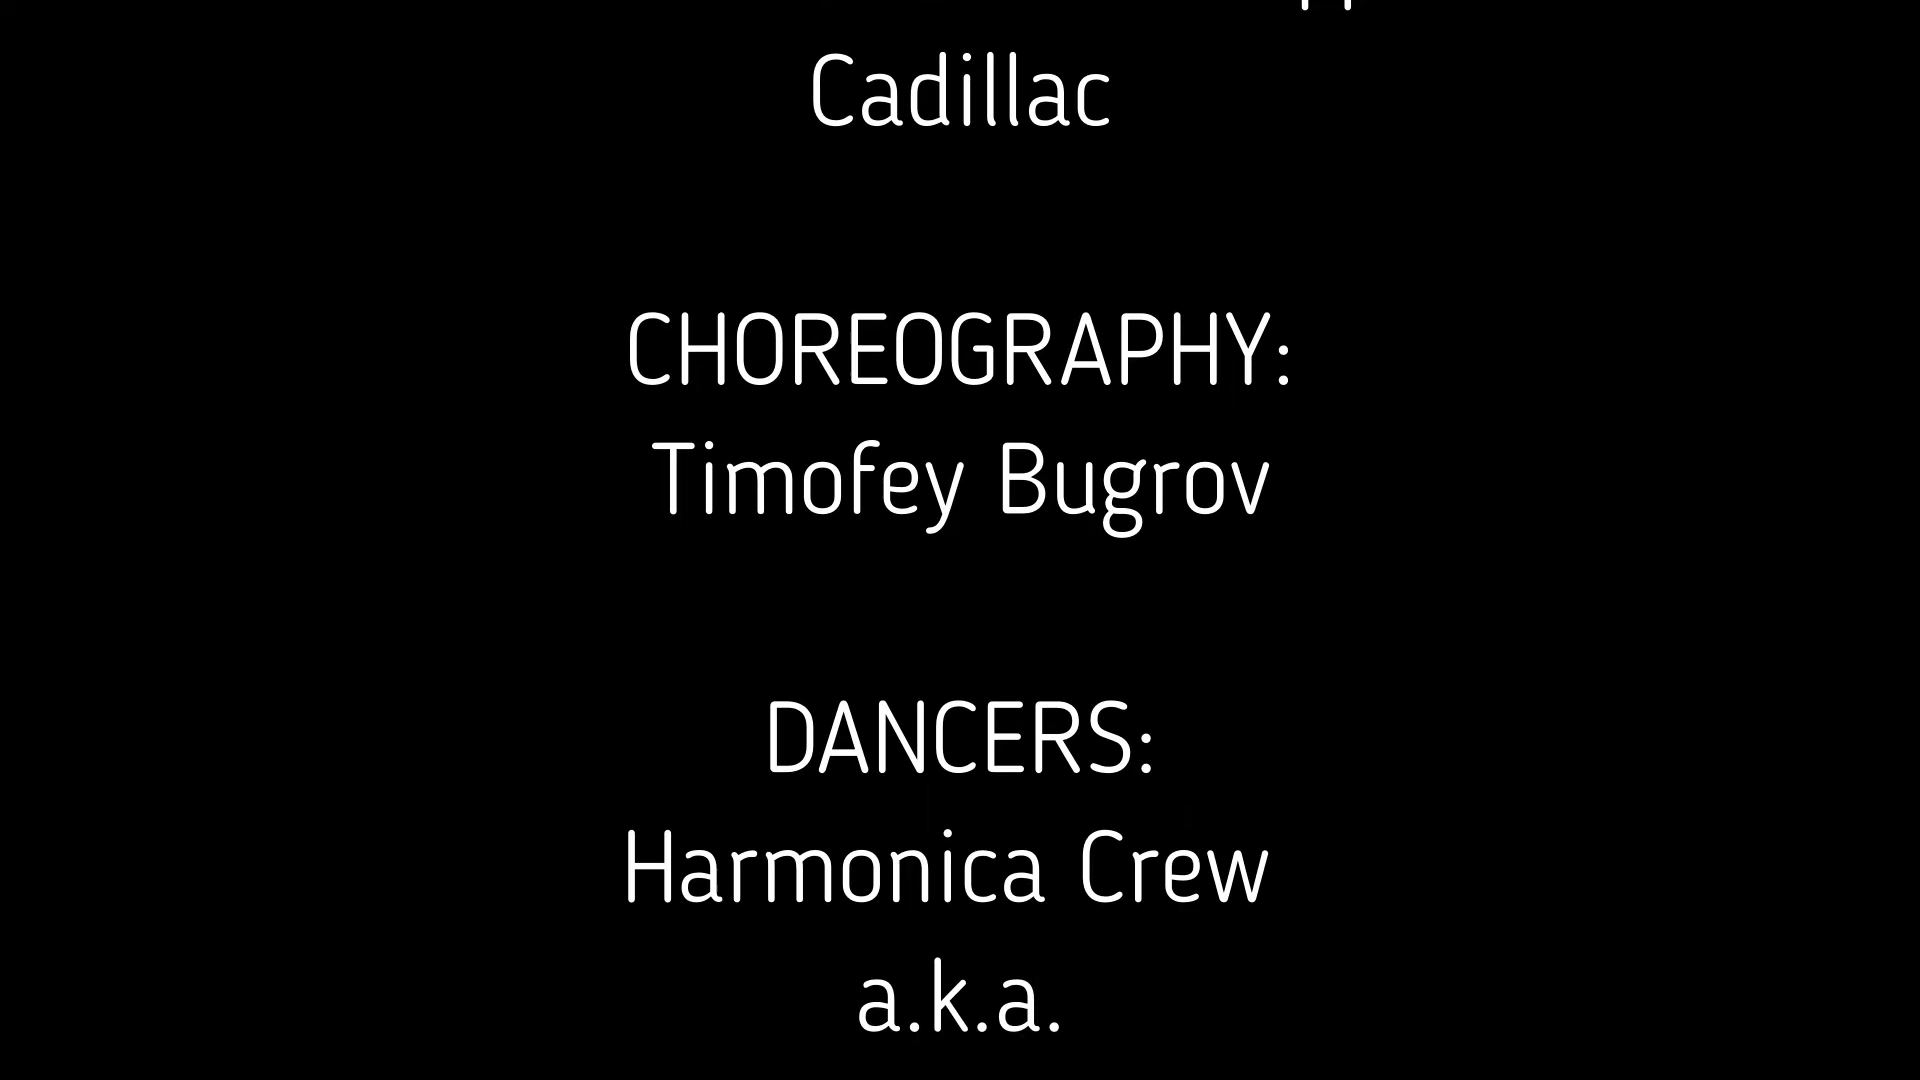 Cadillac
CHOREOGRAPHY:
Timofey Bugrov
DANCERS:
Harmonica Crew
a.k.a.